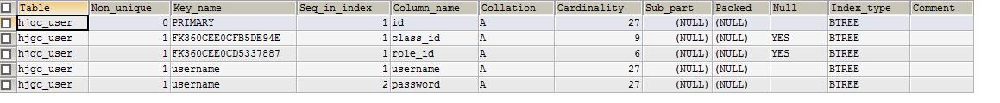 Table Non_unique Key_name Seq_in_index Column_name Collation Cardinality Sub_part Packed Null Index_type Comment
hjgc_user 0 PRIMARY 1 id A 27 (NULL) (NULL) BTREE
hjgc_user 1 FK360CEE0CFB5DE94E 1 class_id A 9 (NULL) (NULL) YES BTREE
hjgc_user 1 FK360CEE0CD5337887 1 role_id A 6 (NULL) (NULL) YES BTREE
hjgc_user 1 username 1 username A 27 (NULL) (NULL) BTREE
hjgc_user 1 username 2 password A 27 (NULL) (NULL) BTREE